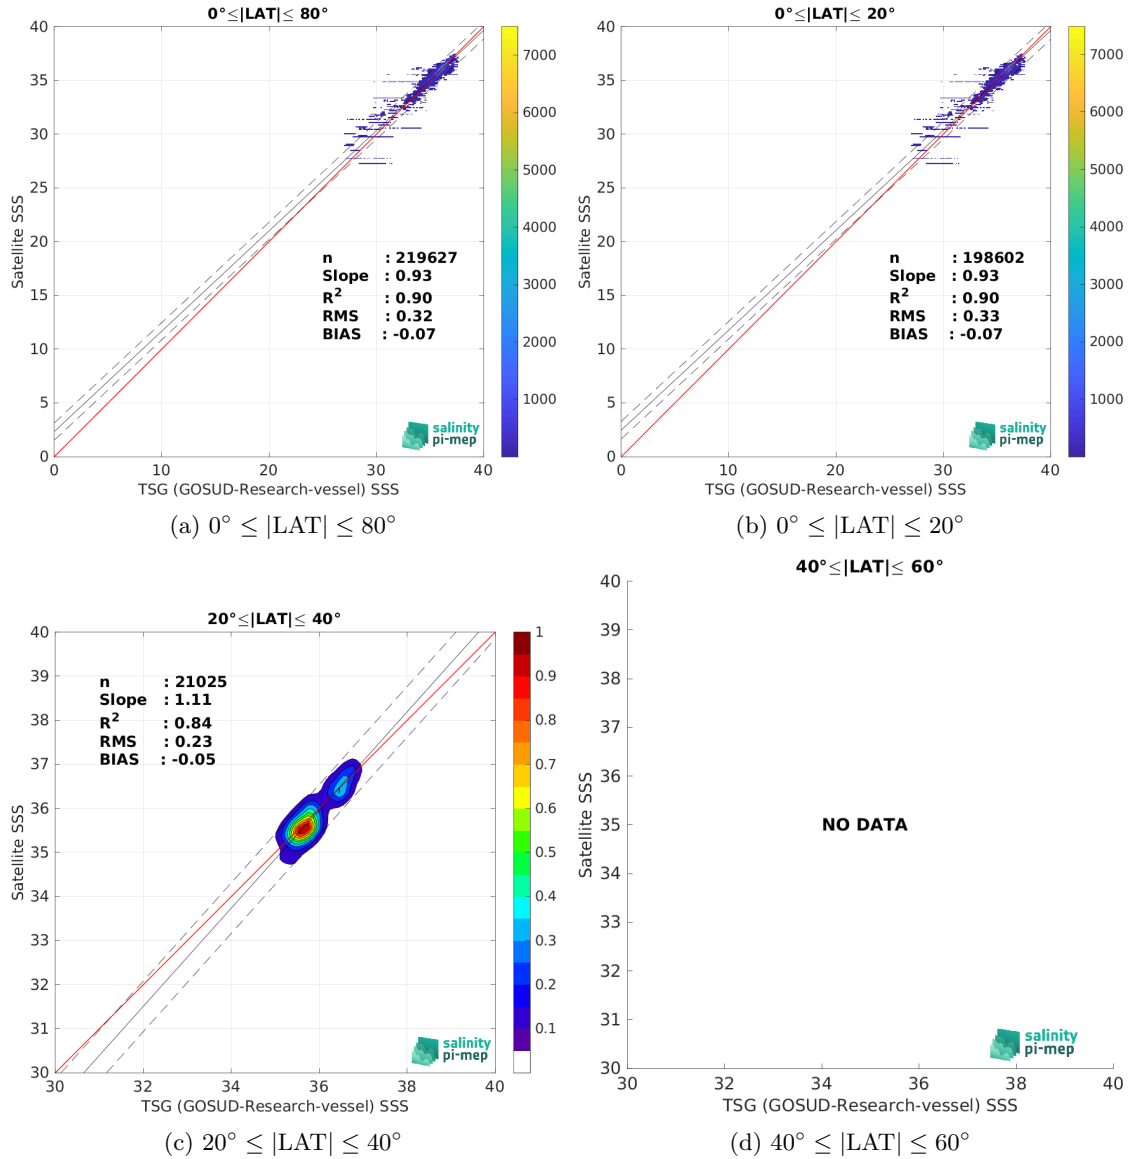 0°≤|LAT|≤ 80°
40
35
30
25
20
15
10
5
0
0
10
20
30
40
7000
6000
5000
4000
3000
2000
1000
Satellite SSS
n : 219627
Slope : 0.93
R2 : 0.90
RMS : 0.32
BIAS : -0.07
salinity
pi-mep
TSG (GOSUD-Research-vessel) SSS
(a) 0° ≤ |LAT| ≤ 80°
0°≤|LAT|≤ 20°
40
35
30
25
20
15
10
5
0
0
10
20
30
40
7000
6000
5000
4000
3000
2000
1000
Satellite SSS
n : 198602
Slope : 0.93
R2 : 0.90
RMS : 0.33
BIAS : -0.07
salinity
pi-mep
TSG (GOSUD-Research-vessel) SSS
(b) 0° ≤ |LAT| ≤ 20°
20°≤|LAT|≤ 40°
40
39
38
37
36
35
34
33
32
31
30
30
32
34
36
38
40
1
0.9
0.8
0.7
0.6
0.5
0.4
0.3
0.2
0.1
Satellite SSS
n : 21025
Slope : 1.11
R2 : 0.84
RMS : 0.23
BIAS : -0.05
salinity
pi-mep
TSG (GOSUD-Research-vessel) SSS
(c) 20° ≤ |LAT| ≤ 40°
40°≤|LAT|≤ 60°
40
39
38
37
36
35
34
33
32
31
30
30
32
34
36
38
40
Satellite SSS
NO DATA
salinity
pi-mep
TSG (GOSUD-Research-vessel) SSS
(d) 40° ≤ |LAT| ≤ 60°